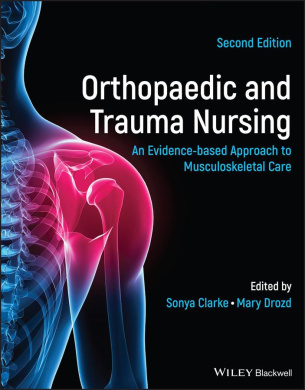 Second Edition
Orthopaedic and
Trauma Nursing
An Evidence-based Approach to
Musculoskeletal Care
Edited by
Sonya Clarke • Mary Drozd
WILEY Blackwell